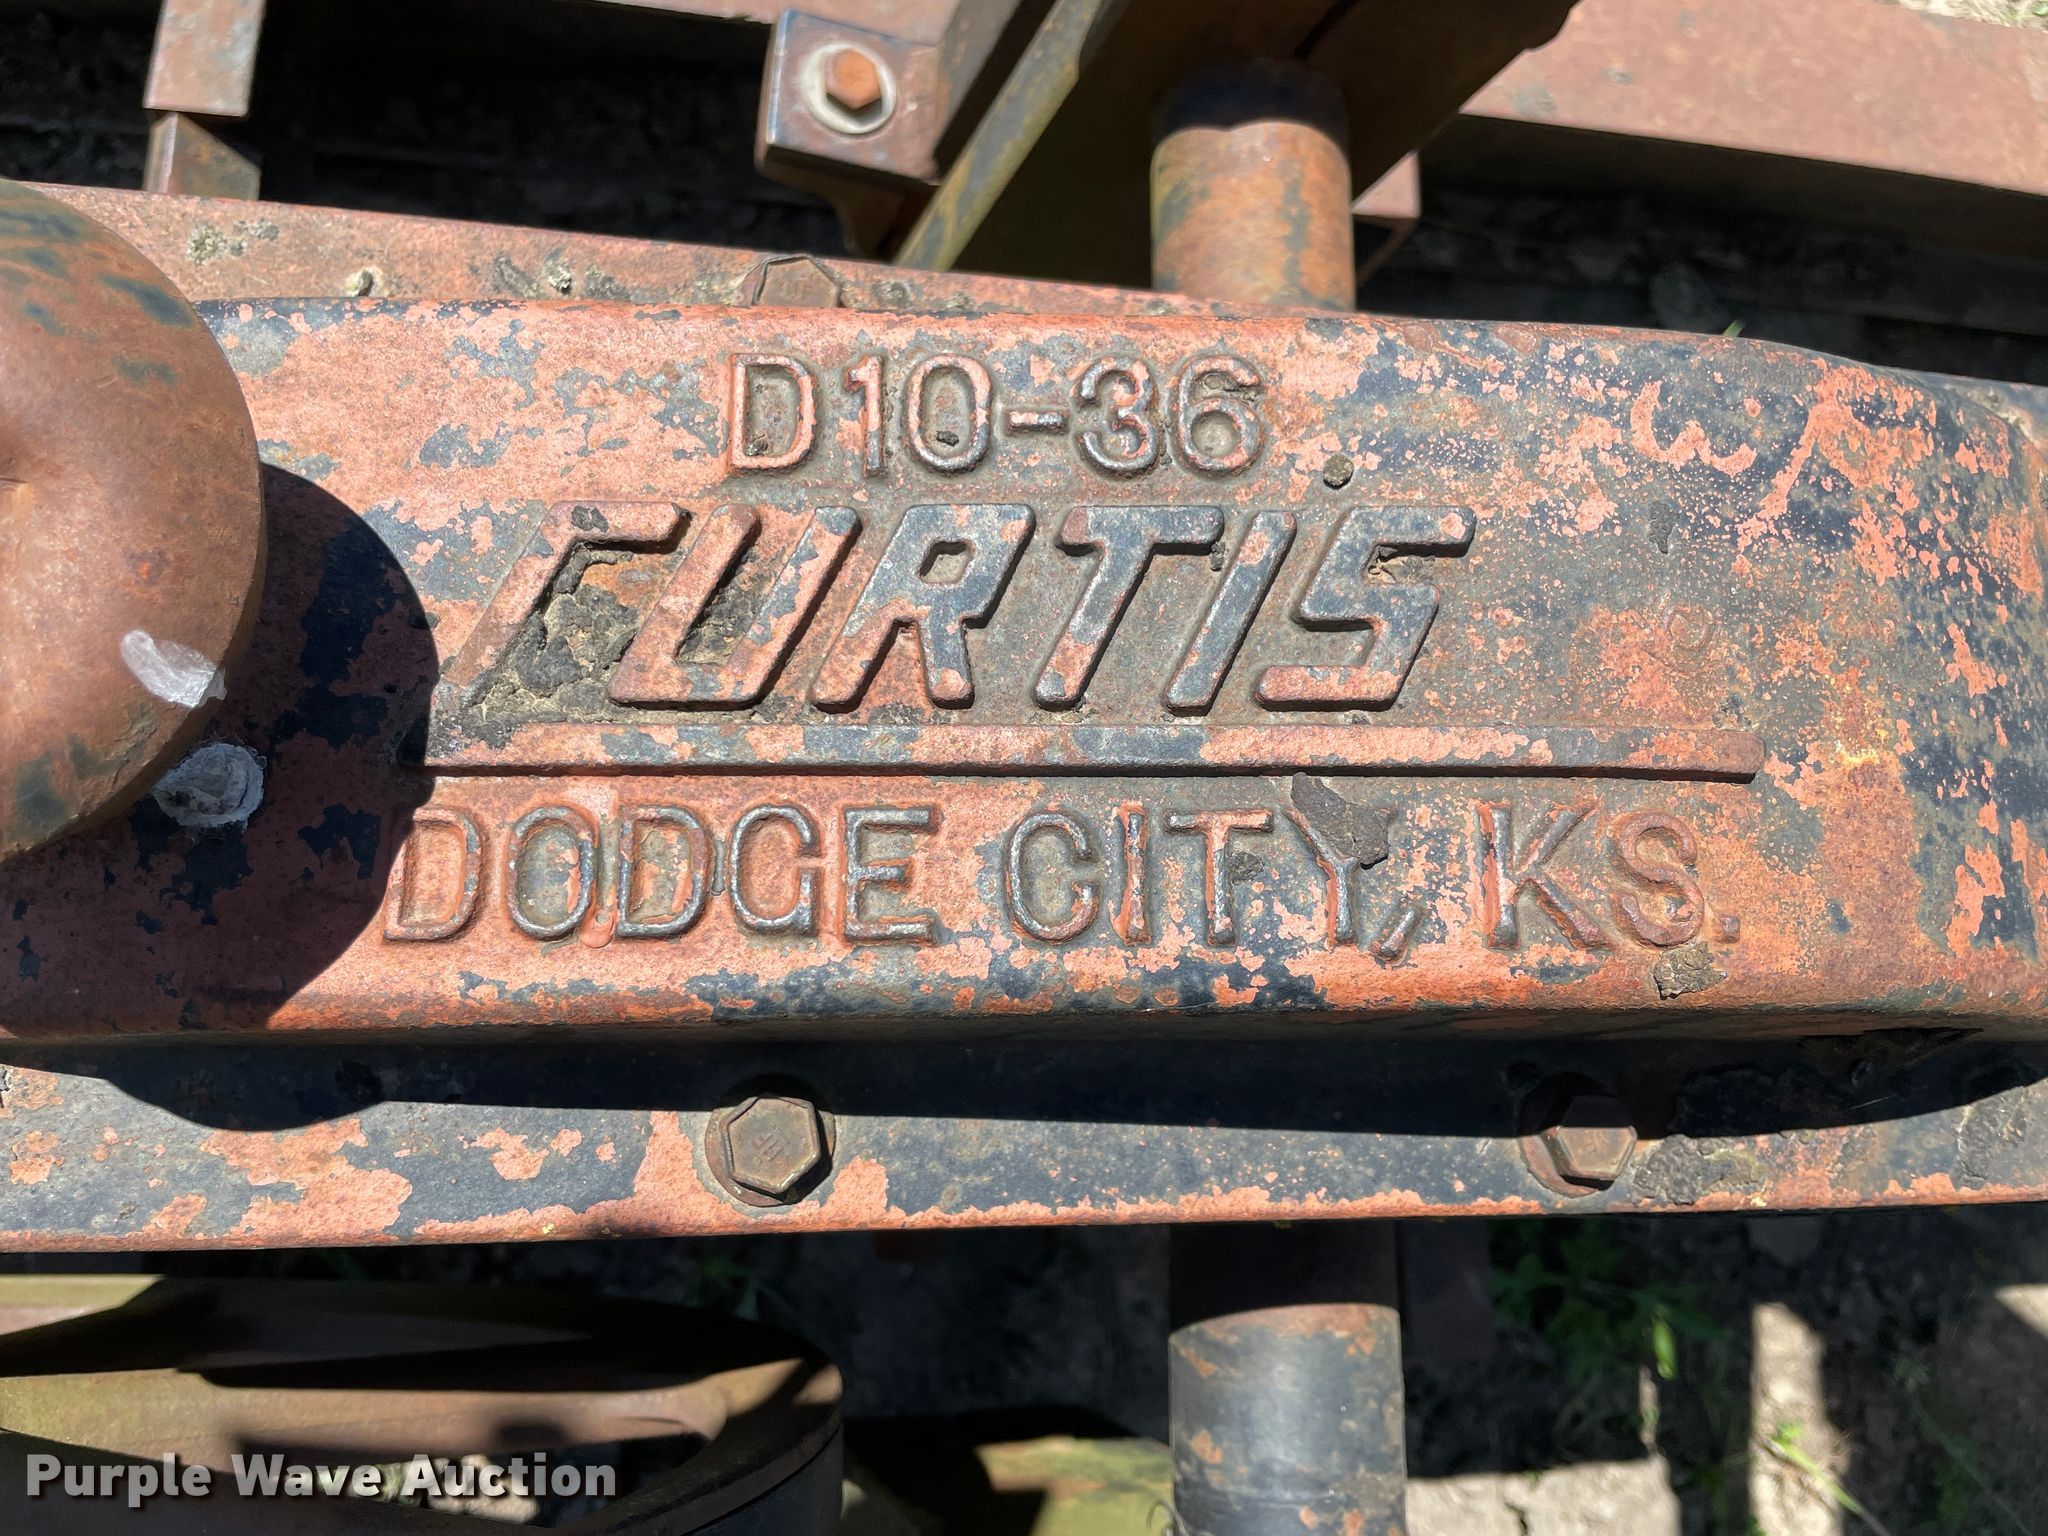 D10-36
CURTIS
DODGE CITY, KS.
Purple Wave Auction